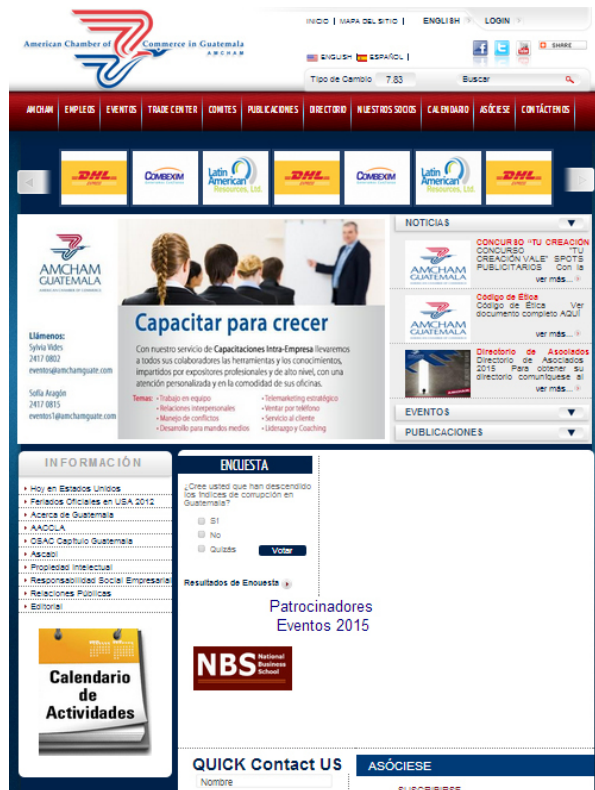 INICIO | MAPA DEL SITIO | ENGLISH LOGIN
American Chamber of Commerce in Guatemala
AMCHAM
ENGLISH ESPAÑOL |
SHARE
Tipo de Cambio 7.83 Buscar
AMCHAM EMPLEOS EVENTOS TRADE CENTER COMITES PUBLICACIONES DIRECTORIO NUESTROS SOCIOS CALENDARIO ASÓCIESE CONTÁCTENOS
DHL COMBEXIM Latin American Resources, Ltd. DHL COMBEXIM Latin American Resources, Ltd. DHL
EXPRESS
AMCHAM
GUATEMALA
Llámenos:
Sylvia Vides
2417 0802
eventos@amchamguate.com
Sofía Aragón
2417 0815
eventos1@amchamguate.com
Capacitar para crecer
Con nuestro servicio de Capacitaciones Intra-Empresa llevaremos
a todos sus colaboradores las herramientas y los conocimientos,
impartidos por expositores profesionales y de alto nivel, con una
atención personalizada y en la comodidad de sus oficinas.
Temas: • Trabajo en equipo
• Relaciones interpersonales
• Manejo de conflictos
• Desarrollo para mandos medios
• Telemarketing estratégico
• Ventar por teléfono
• Servicio al cliente
• Liderazgo y Coaching
NOTICIAS
AMCHAM
GUATEMALA
CONCURSO "TU CREACIÓN
CONCURSO "TU
CREACIÓN VALE" SPOTS
PUBLICITARIOS Con la
ver más...
AMCHAM
GUATEMALA
Código de Ética
Código de Ética Ver
documento completo AQUÍ
ver más...
Directorio de Asociados
Directorio de Asociados
2015 Para obtener su
directorio comuníquese al
ver más...
EVENTOS
PUBLICACIONES
INFORMACIÓN
Hoy en Estados Unidos
Feriados Oficiales en USA 2012
Acerca de Guatemala
AACCLA
OSAC Capítulo Guatemala
Ascabi
Propiedad Intelectual
Responsabilidad Social Empresarial
Relaciones Públicas
Editorial
Calendario
de
Actividades
ENCUESTA
¿Cree usted que han descendido
los índices de corrupción en
Guatemala?
Sí
No
Quizás Votar
Resultados de Encuesta
Patrocinadores
Eventos 2015
NBS National
Business
School
QUICK Contact US
Nombre
ASÓCIESE
SUSCRIBIRSE